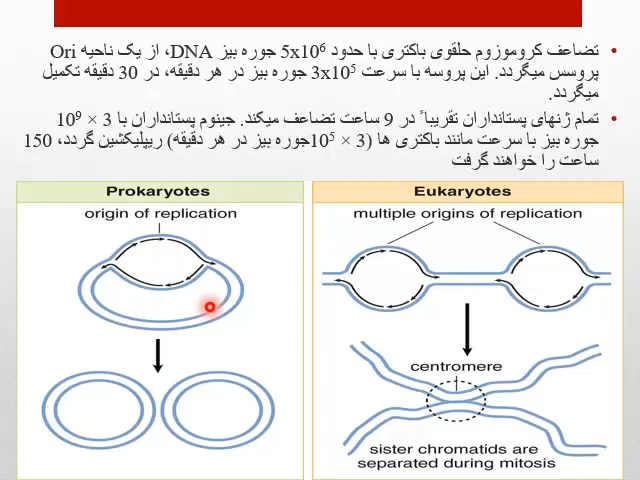 تضاعف کروموزوم حلقوی باکتری با حدود 5x10⁶ جوره بیز DNA، از یک ناحیه Ori
پروسس میگردد. این پروسه با سرعت 3x10⁵ جوره بیز در هر دقیقه، در 30 دقیقه تکمیل
میگردد.
تمام ژنهای پستانداران تقریباً در 9 ساعت تضاعف میکند. جینوم پستانداران با 3 × 10⁹
جوره بیز با سرعت مانند باکتری ها (3 × 10⁵جوره بیز در هر دقیقه) ریپلیکشین گردد، 150
ساعت را خواهند گرفت
Prokaryotes
origin of replication
Eukaryotes
multiple origins of replication
centromere
sister chromatids are
separated during mitosis